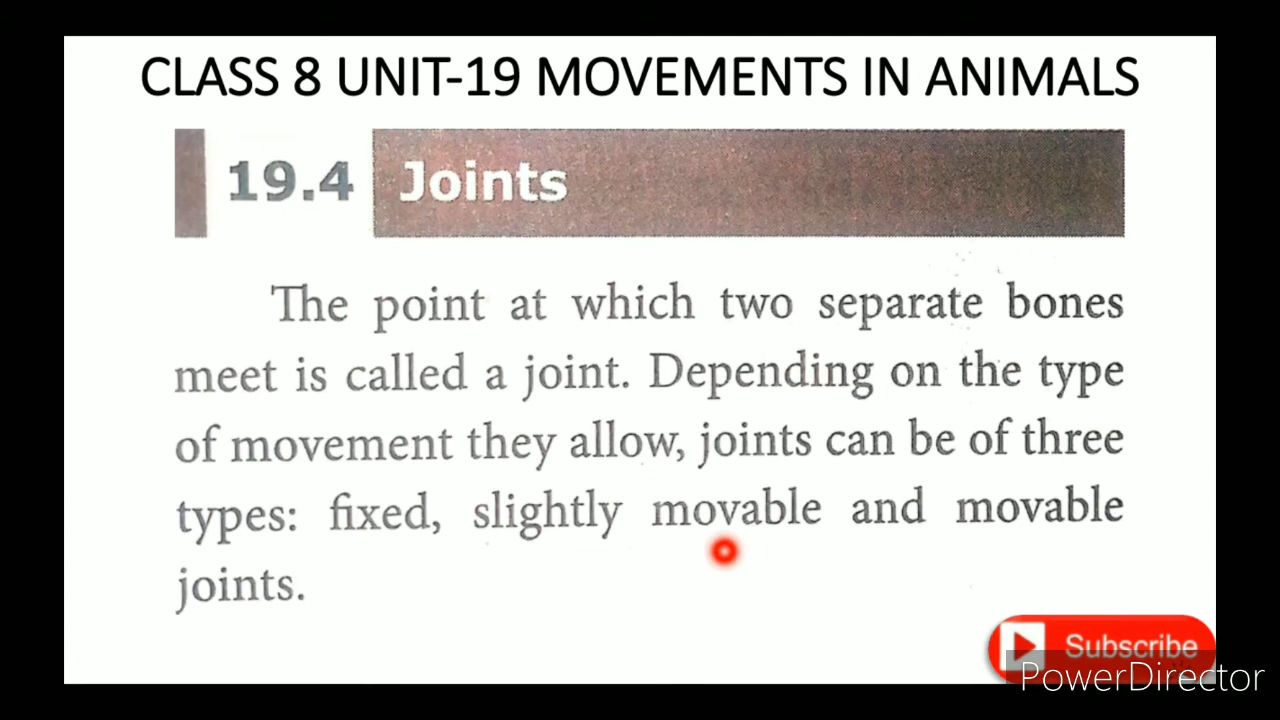 CLASS 8 UNIT-19 MOVEMENTS IN ANIMALS
19.4 Joints
The point at which two separate bones
meet is called a joint. Depending on the type
of movement they allow, joints can be of three
types: fixed, slightly movable and movable
joints.
Subscribe
PowerDirector